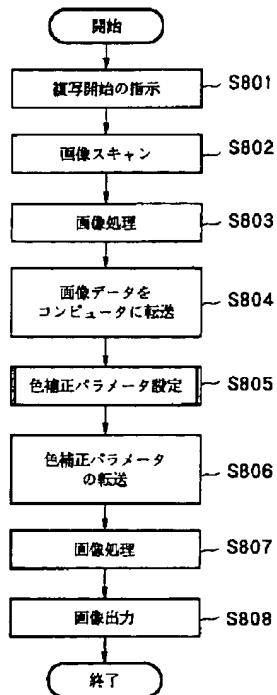 開始
複写開始の指示 S801
画像スキャン S802
画像処理 S803
画像データを
コンピュータに転送 S804
色補正パラメータ設定 S805
色補正パラメータ
の転送 S806
画像処理 S807
画像出力 S808
終了